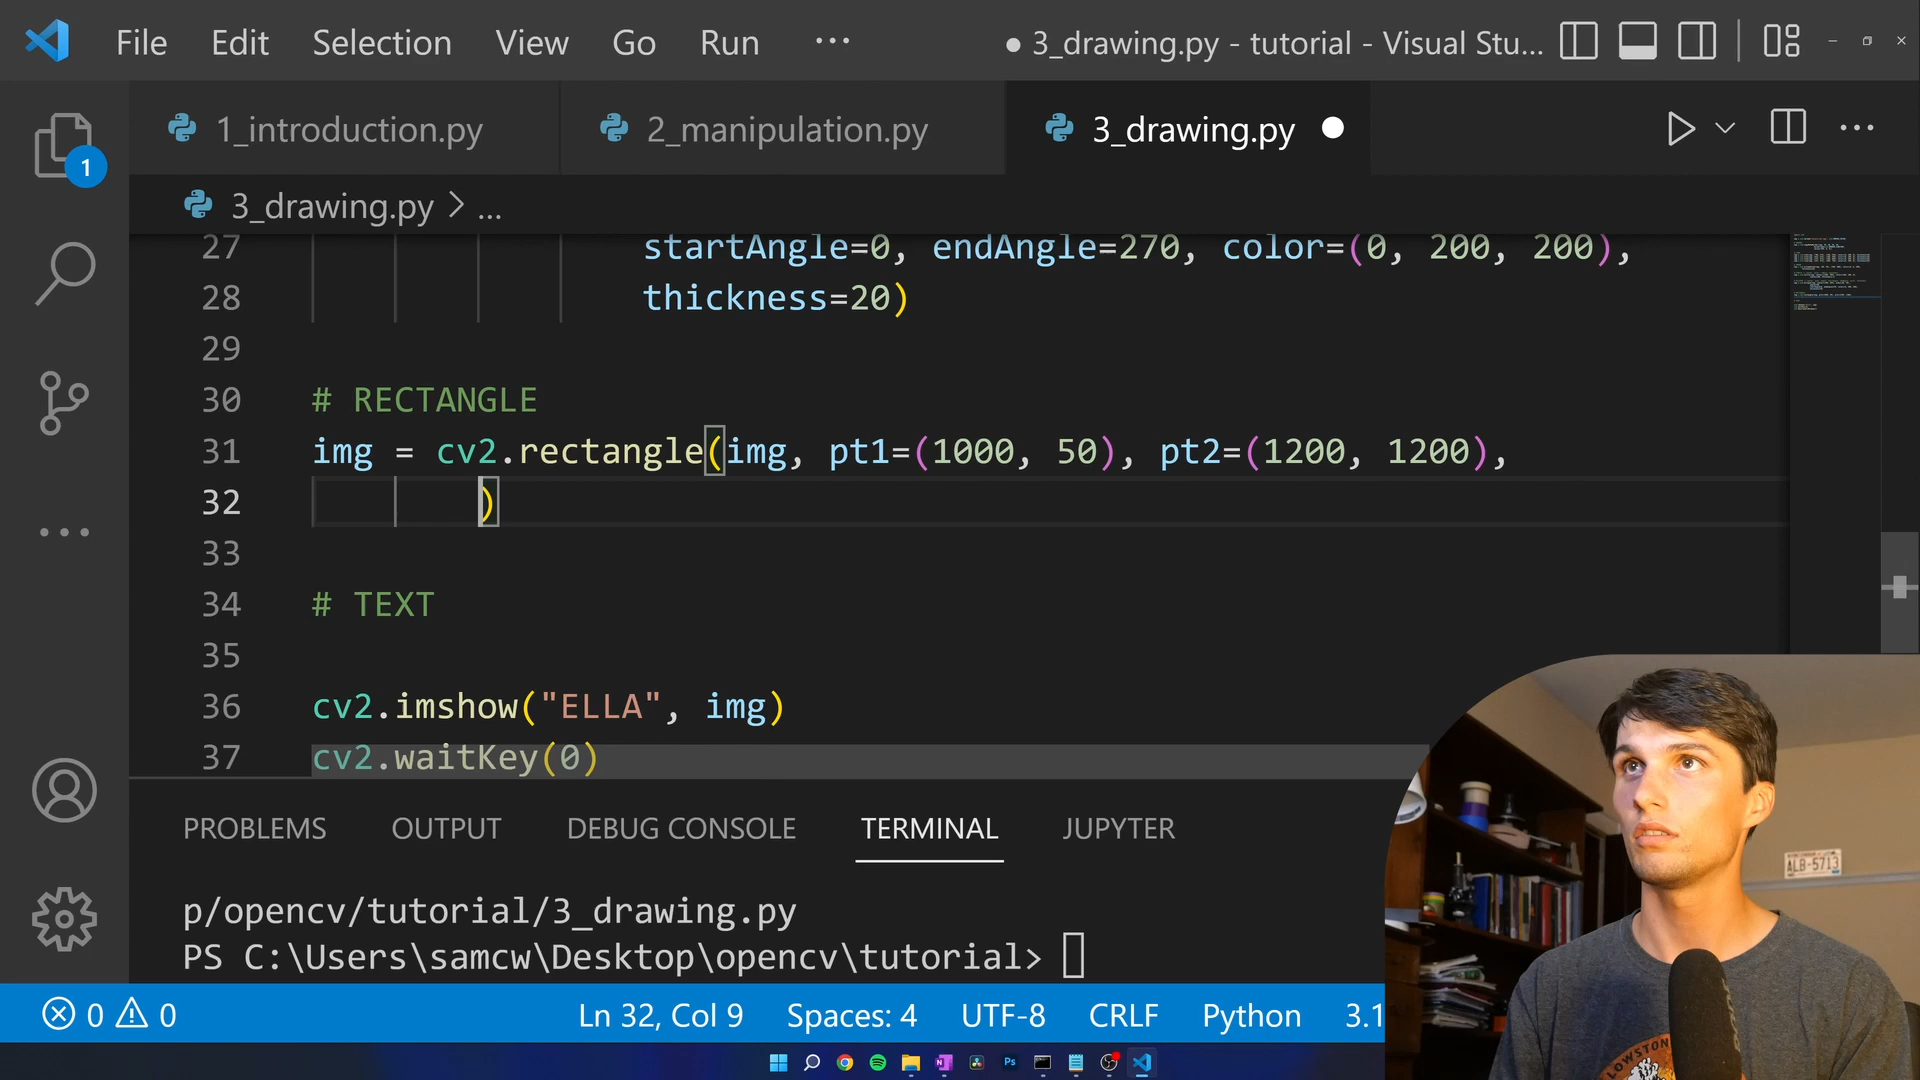 File Edit Selection View Go Run ...
● 3_drawing.py - tutorial - Visual Stu...
1_introduction.py 2_manipulation.py 3_drawing.py
1
3_drawing.py > ...
27 startAngle=0, endAngle=270, color=(0, 200, 200),
28 thickness=20)
29
30 # RECTANGLE
31 img = cv2.rectangle(img, pt1=(1000, 50), pt2=(1200, 1200),
32 )
33
34 # TEXT
35
36 cv2.imshow("ELLA", img)
37 cv2.waitKey(0)
PROBLEMS OUTPUT DEBUG CONSOLE TERMINAL JUPYTER
p/opencv/tutorial/3_drawing.py
PS C:\Users\samcw\Desktop\opencv\tutorial>
ALB-5713
0 0 Ln 32, Col 9 Spaces: 4 UTF-8 CRLF Python 3.1
Ps